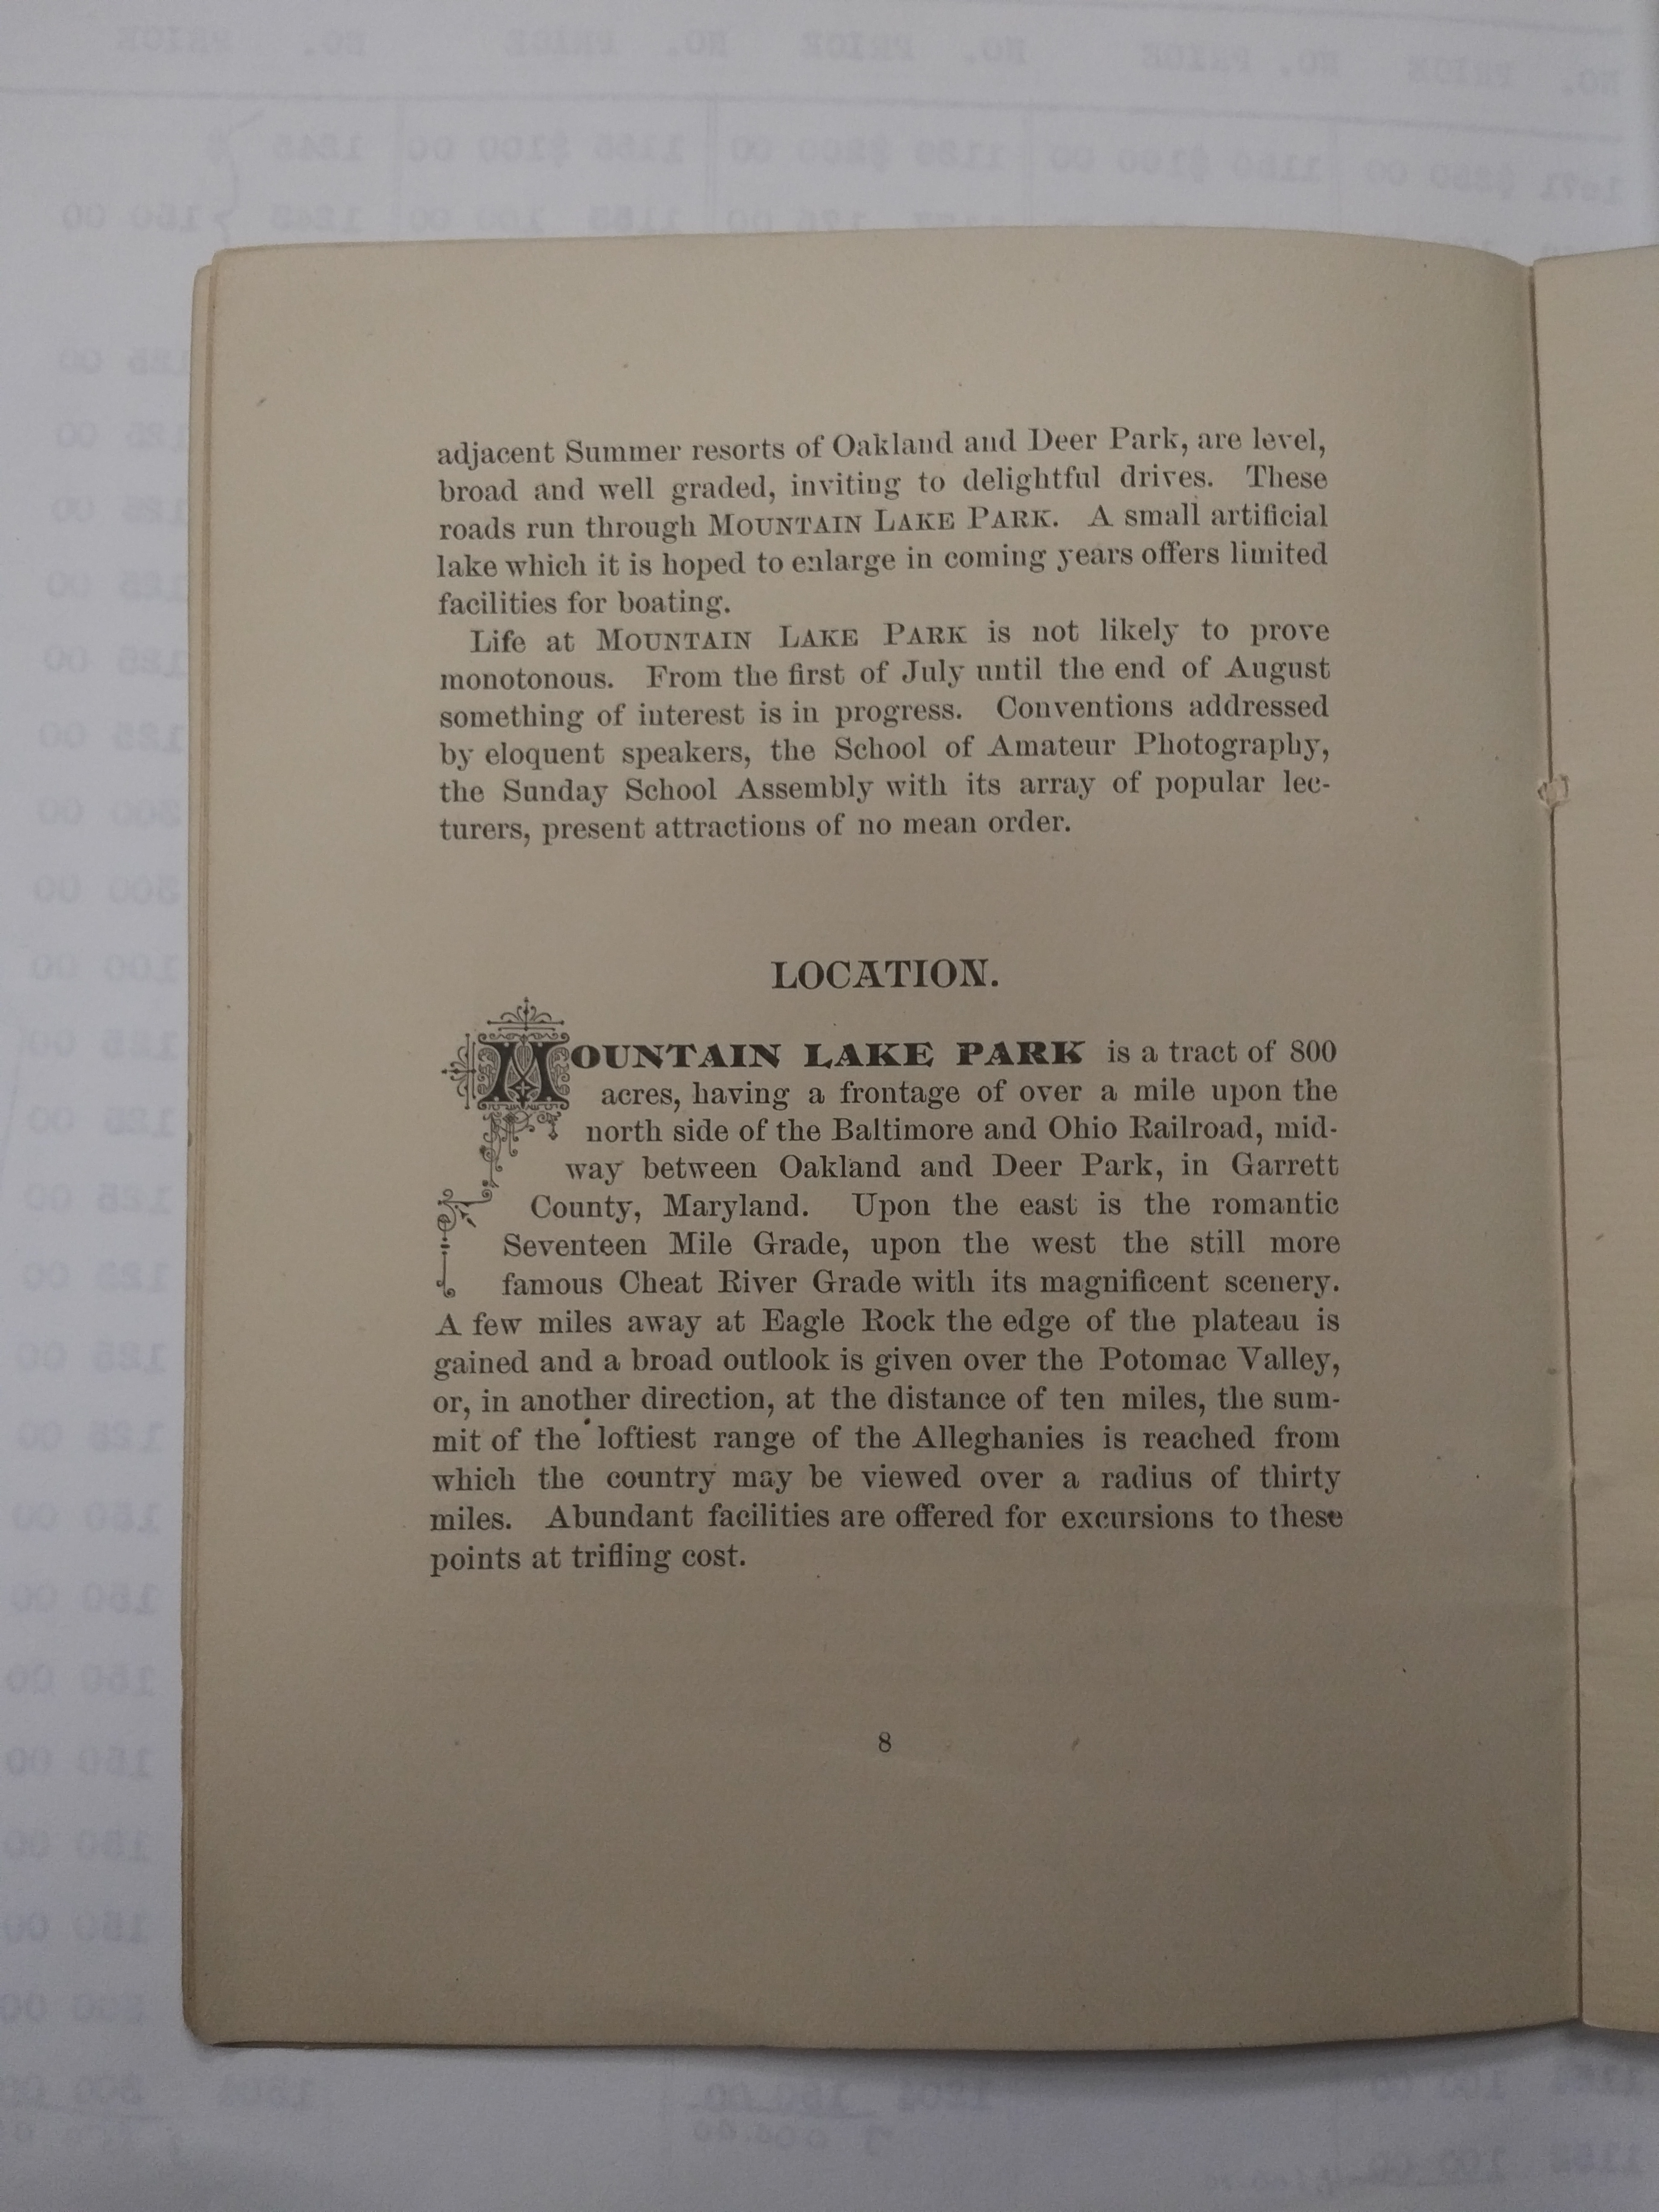 adjacent Summer resorts of Oakland and Deer Park, are level,
broad and well graded, inviting to delightful drives. These
roads run through MOUNTAIN LAKE PARK. A small artificial
lake which it is hoped to enlarge in coming years offers limited
facilities for boating.
Life at MOUNTAIN LAKE PARK is not likely to prove
monotonous. From the first of July until the end of August
something of interest is in progress. Conventions addressed
by eloquent speakers, the School of Amateur Photography,
the Sunday School Assembly with its array of popular lec-
turers, present attractions of no mean order.
LOCATION.
MOUNTAIN LAKE PARK is a tract of 800
acres, having a frontage of over a mile upon the
north side of the Baltimore and Ohio Railroad, mid-
way between Oakland and Deer Park, in Garrett
County, Maryland. Upon the east is the romantic
Seventeen Mile Grade, upon the west the still more
famous Cheat River Grade with its magnificent scenery.
A few miles away at Eagle Rock the edge of the plateau is
gained and a broad outlook is given over the Potomac Valley,
or, in another direction, at the distance of ten miles, the sum-
mit of the loftiest range of the Alleghanies is reached from
which the country may be viewed over a radius of thirty
miles. Abundant facilities are offered for excursions to these
points at trifling cost.
8